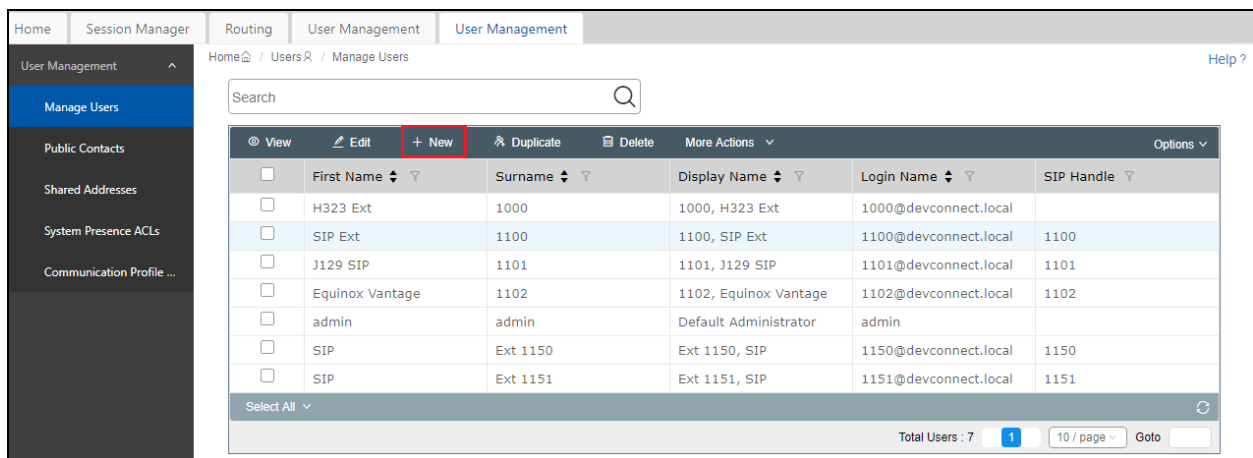 Home Session Manager Routing User Management User Management
User Management Home / Users / Manage Users Help ?
Manage Users
Search
Public Contacts
View Edit + New Duplicate Delete More Actions Options
Shared Addresses
First Name Surname Display Name Login Name SIP Handle
H323 Ext 1000 1000, H323 Ext 1000@devconnect.local
System Presence ACLs
SIP Ext 1100 1100, SIP Ext 1100@devconnect.local 1100
Communication Profile ...
J129 SIP 1101 1101, J129 SIP 1101@devconnect.local 1101
Equinox Vantage 1102 1102, Equinox Vantage 1102@devconnect.local 1102
admin admin Default Administrator admin
SIP Ext 1150 Ext 1150, SIP 1150@devconnect.local 1150
SIP Ext 1151 Ext 1151, SIP 1151@devconnect.local 1151
Select All
Total Users : 7 1 10 / page Goto